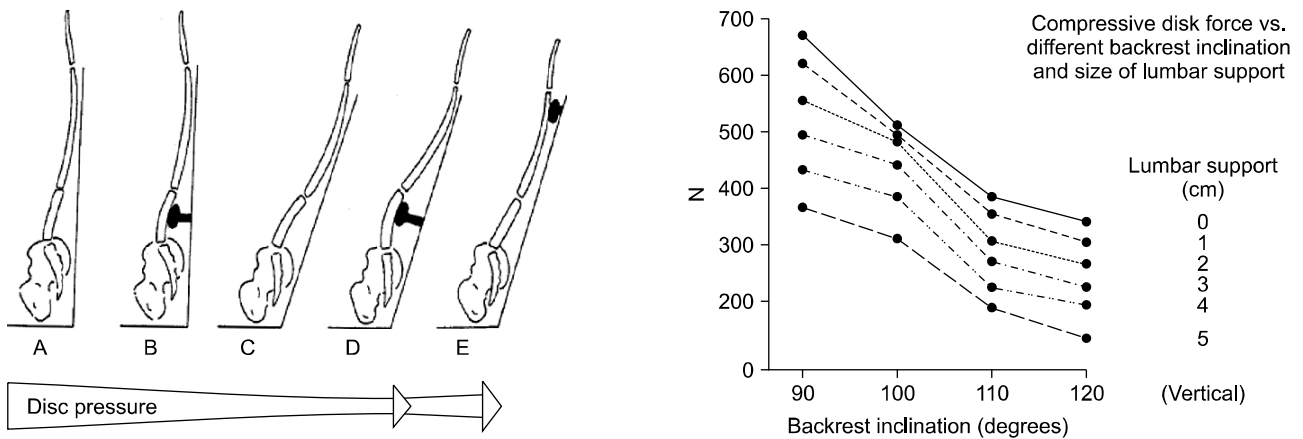 A
B
C
D
E
Disc pressure
700
600
500
400
300
200
0
N
90
100
110
120
Backrest inclination (degrees)
Compressive disk force vs.
different backrest inclination
and size of lumbar support
Lumbar support
(cm)
0
1
2
3
4
5
(Vertical)